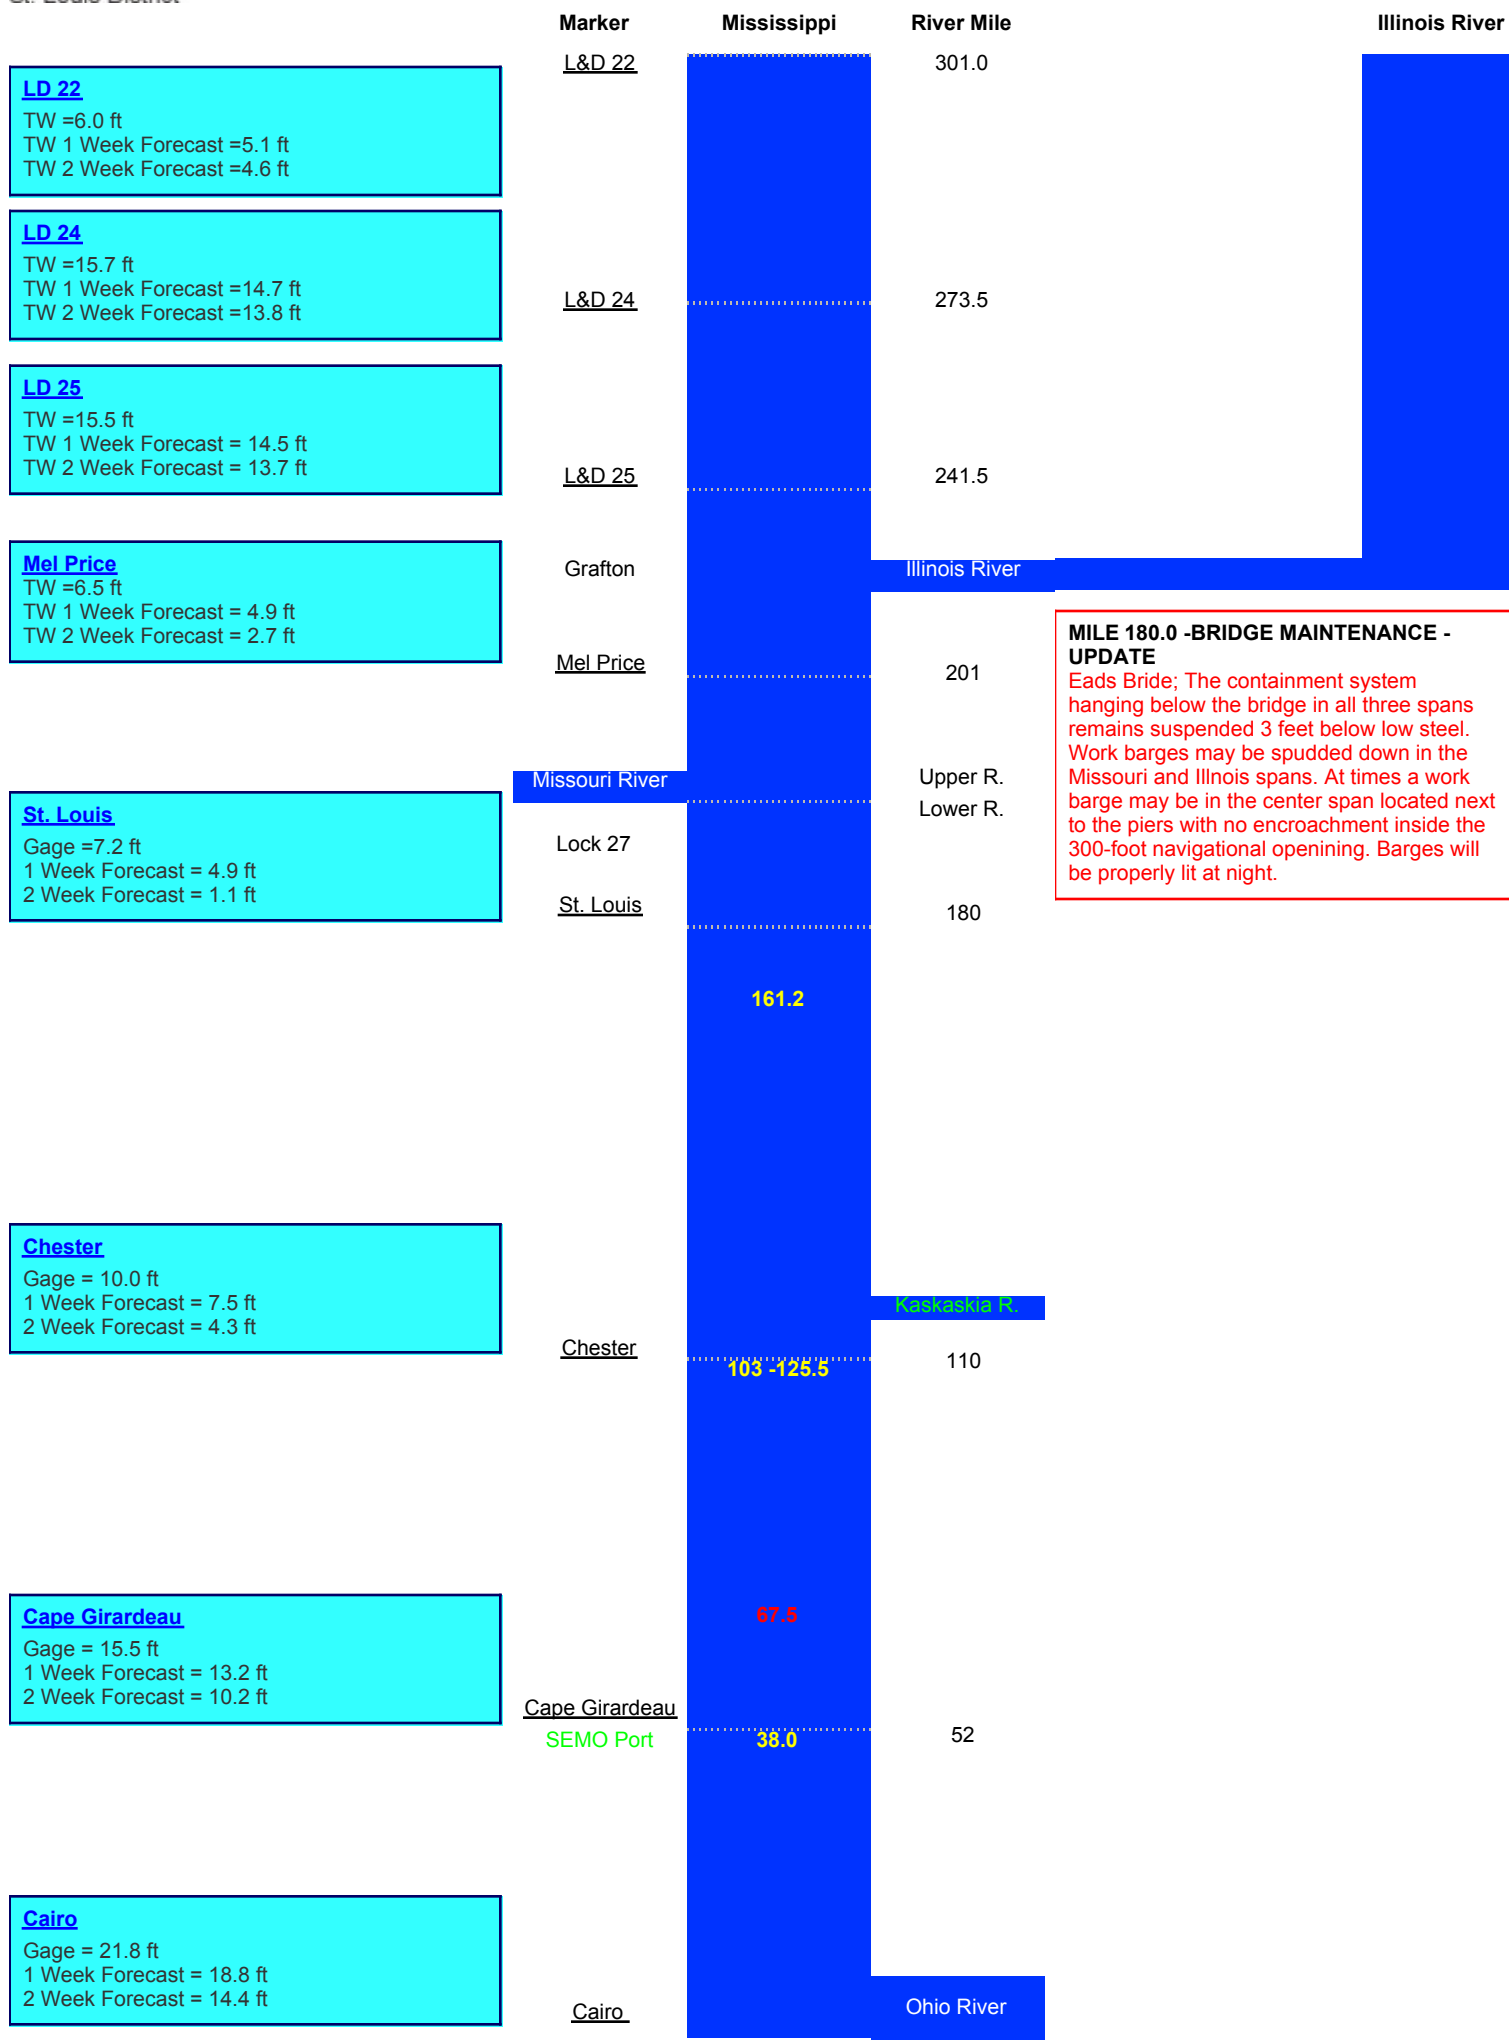 Marker Mississippi River Mile Illinois River
L&D 22 301.0
LD 22
TW =6.0 ft
TW 1 Week Forecast =5.1 ft
TW 2 Week Forecast =4.6 ft
LD 24
TW =15.7 ft
TW 1 Week Forecast =14.7 ft
TW 2 Week Forecast =13.8 ft
L&D 24 273.5
LD 25
TW =15.5 ft
TW 1 Week Forecast = 14.5 ft
TW 2 Week Forecast = 13.7 ft
L&D 25 241.5
Mel Price
TW =6.5 ft
TW 1 Week Forecast = 4.9 ft
TW 2 Week Forecast = 2.7 ft
Grafton Illinois River
Mel Price 201
MILE 180.0 -BRIDGE MAINTENANCE -
UPDATE
Eads Bride; The containment system
hanging below the bridge in all three spans
remains suspended 3 feet below low steel.
Work barges may be spudded down in the
Missouri and Illnois spans. At times a work
barge may be in the center span located next
to the piers with no encroachment inside the
300-foot navigational openining. Barges will
be properly lit at night.
Missouri River Upper R.
Lower R.
St. Louis
Gage =7.2 ft
1 Week Forecast = 4.9 ft
2 Week Forecast = 1.1 ft
Lock 27
St. Louis 180
161.2
Chester
Gage = 10.0 ft
1 Week Forecast = 7.5 ft
2 Week Forecast = 4.3 ft
Kaskaskia R.
Chester 110
103 -125.5
Cape Girardeau
Gage = 15.5 ft
1 Week Forecast = 13.2 ft
2 Week Forecast = 10.2 ft
67.5
Cape Girardeau
SEMO Port 38.0 52
Cairo
Gage = 21.8 ft
1 Week Forecast = 18.8 ft
2 Week Forecast = 14.4 ft
Cairo Ohio River